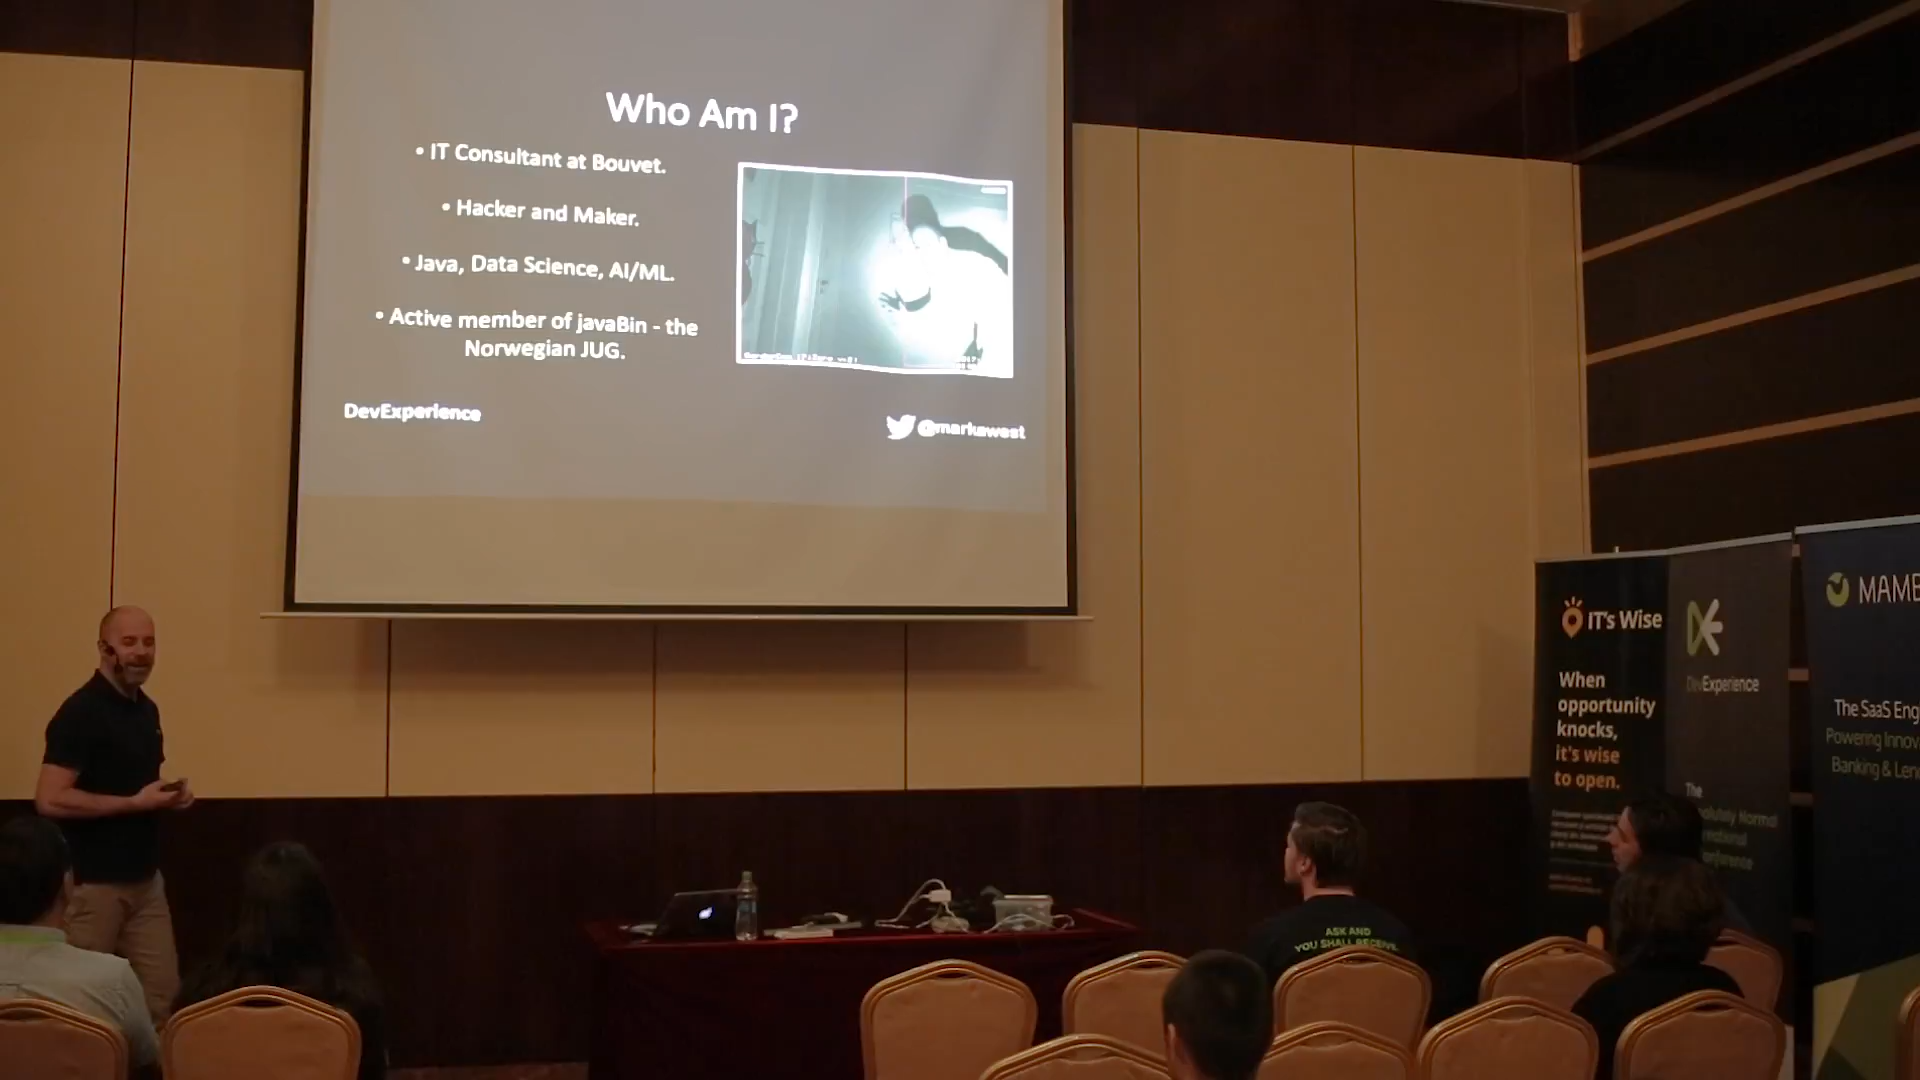 Who Am I?
• IT Consultant at Bouvet.
• Hacker and Maker.
• Java, Data Science, AI/ML.
• Active member of javaBin - the
Norwegian JUG.
DevExperience
@markawest
IT's Wise
When
opportunity
knocks,
it's wise
to open.
DevExperience
The
MAMB
The SaaS Eng
Powering Innov
Banking & Len
ASK AND
YOU SHALL RECEIVE.